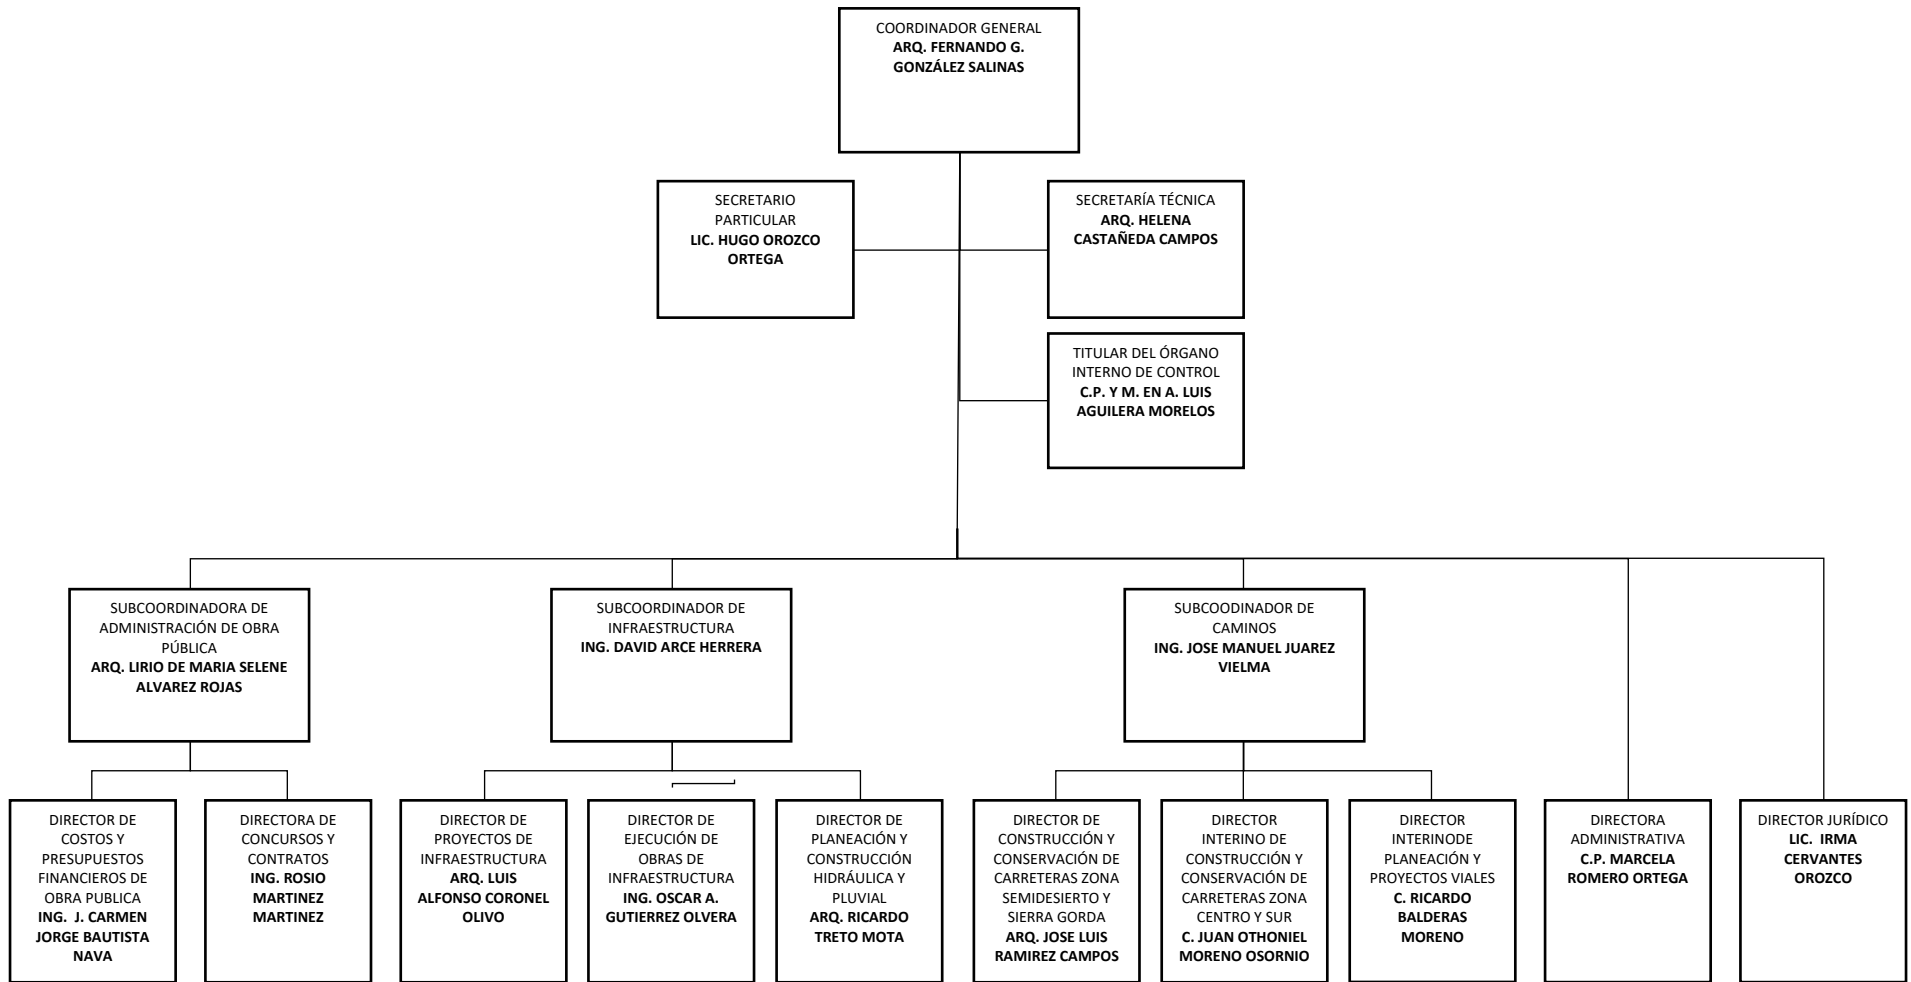 COORDINADOR GENERAL
ARQ. FERNANDO G.
GONZÁLEZ SALINAS
SECRETARIO
PARTICULAR
LIC. HUGO OROZCO
ORTEGA
SECRETARÍA TÉCNICA
ARQ. HELENA
CASTAÑEDA CAMPOS
TITULAR DEL ÓRGANO
INTERNO DE CONTROL
C.P. Y M. EN A. LUIS
AGUILERA MORELOS
SUBCOORDINADORA DE
ADMINISTRACIÓN DE OBRA
PÚBLICA
ARQ. LIRIO DE MARIA SELENE
ALVAREZ ROJAS
SUBCOORDINADOR DE
INFRAESTRUCTURA
ING. DAVID ARCE HERRERA
SUBCOODINADOR DE
CAMINOS
ING. JOSE MANUEL JUAREZ
VIELMA
DIRECTOR DE
COSTOS Y
PRESUPUESTOS
FINANCIEROS DE
OBRA PUBLICA
ING. J. CARMEN
JORGE BAUTISTA
NAVA
DIRECTORA DE
CONCURSOS Y
CONTRATOS
ING. ROSIO
MARTINEZ
MARTINEZ
DIRECTOR DE
PROYECTOS DE
INFRAESTRUCTURA
ARQ. LUIS
ALFONSO CORONEL
OLIVO
DIRECTOR DE
EJECUCIÓN DE
OBRAS DE
INFRAESTRUCTURA
ING. OSCAR A.
GUTIERREZ OLVERA
DIRECTOR DE
PLANEACIÓN Y
CONSTRUCCIÓN
HIDRÁULICA Y
PLUVIAL
ARQ. RICARDO
TRETO MOTA
DIRECTOR DE
CONSTRUCCIÓN Y
CONSERVACIÓN DE
CARRETERAS ZONA
SEMIDESIERTO Y
SIERRA GORDA
ARQ. JOSE LUIS
RAMIREZ CAMPOS
DIRECTOR
INTERINO DE
CONSTRUCCIÓN Y
CONSERVACIÓN DE
CARRETERAS ZONA
CENTRO Y SUR
C. JUAN OTHONIEL
MORENO OSORNIO
DIRECTOR
INTERINODE
PLANEACIÓN Y
PROYECTOS VIALES
C. RICARDO
BALDERAS
MORENO
DIRECTORA
ADMINISTRATIVA
C.P. MARCELA
ROMERO ORTEGA
DIRECTOR JURÍDICO
LIC. IRMA
CERVANTES
OROZCO